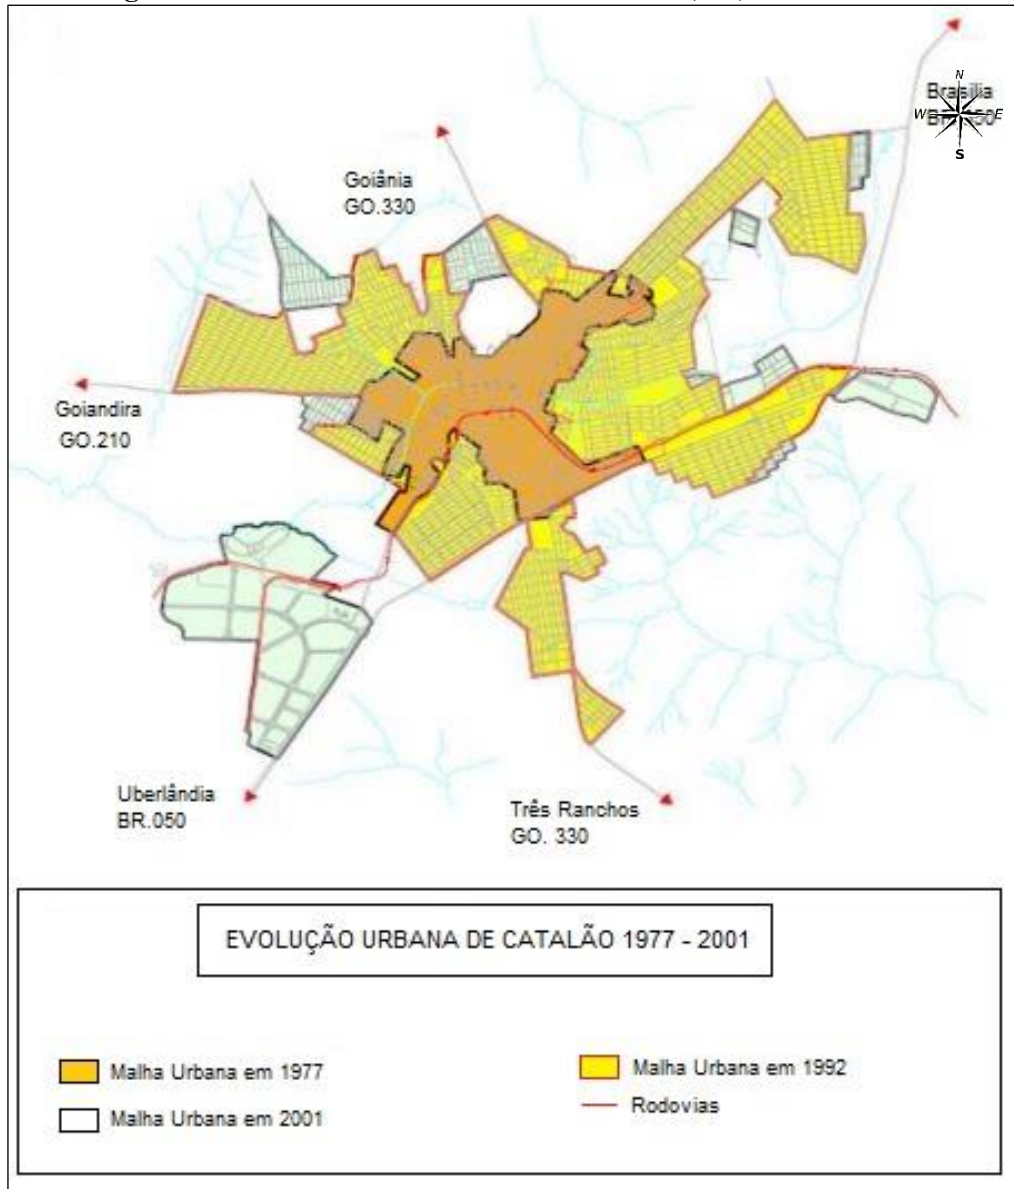 N
Brasília
W E
S
Goiânia
GO.330
Goiandira
GO.210
Uberlândia
BR.050
Três Ranchos
GO. 330
EVOLUÇÃO URBANA DE CATALÃO 1977 - 2001
Malha Urbana em 1977
Malha Urbana em 1992
Malha Urbana em 2001
Rodovias